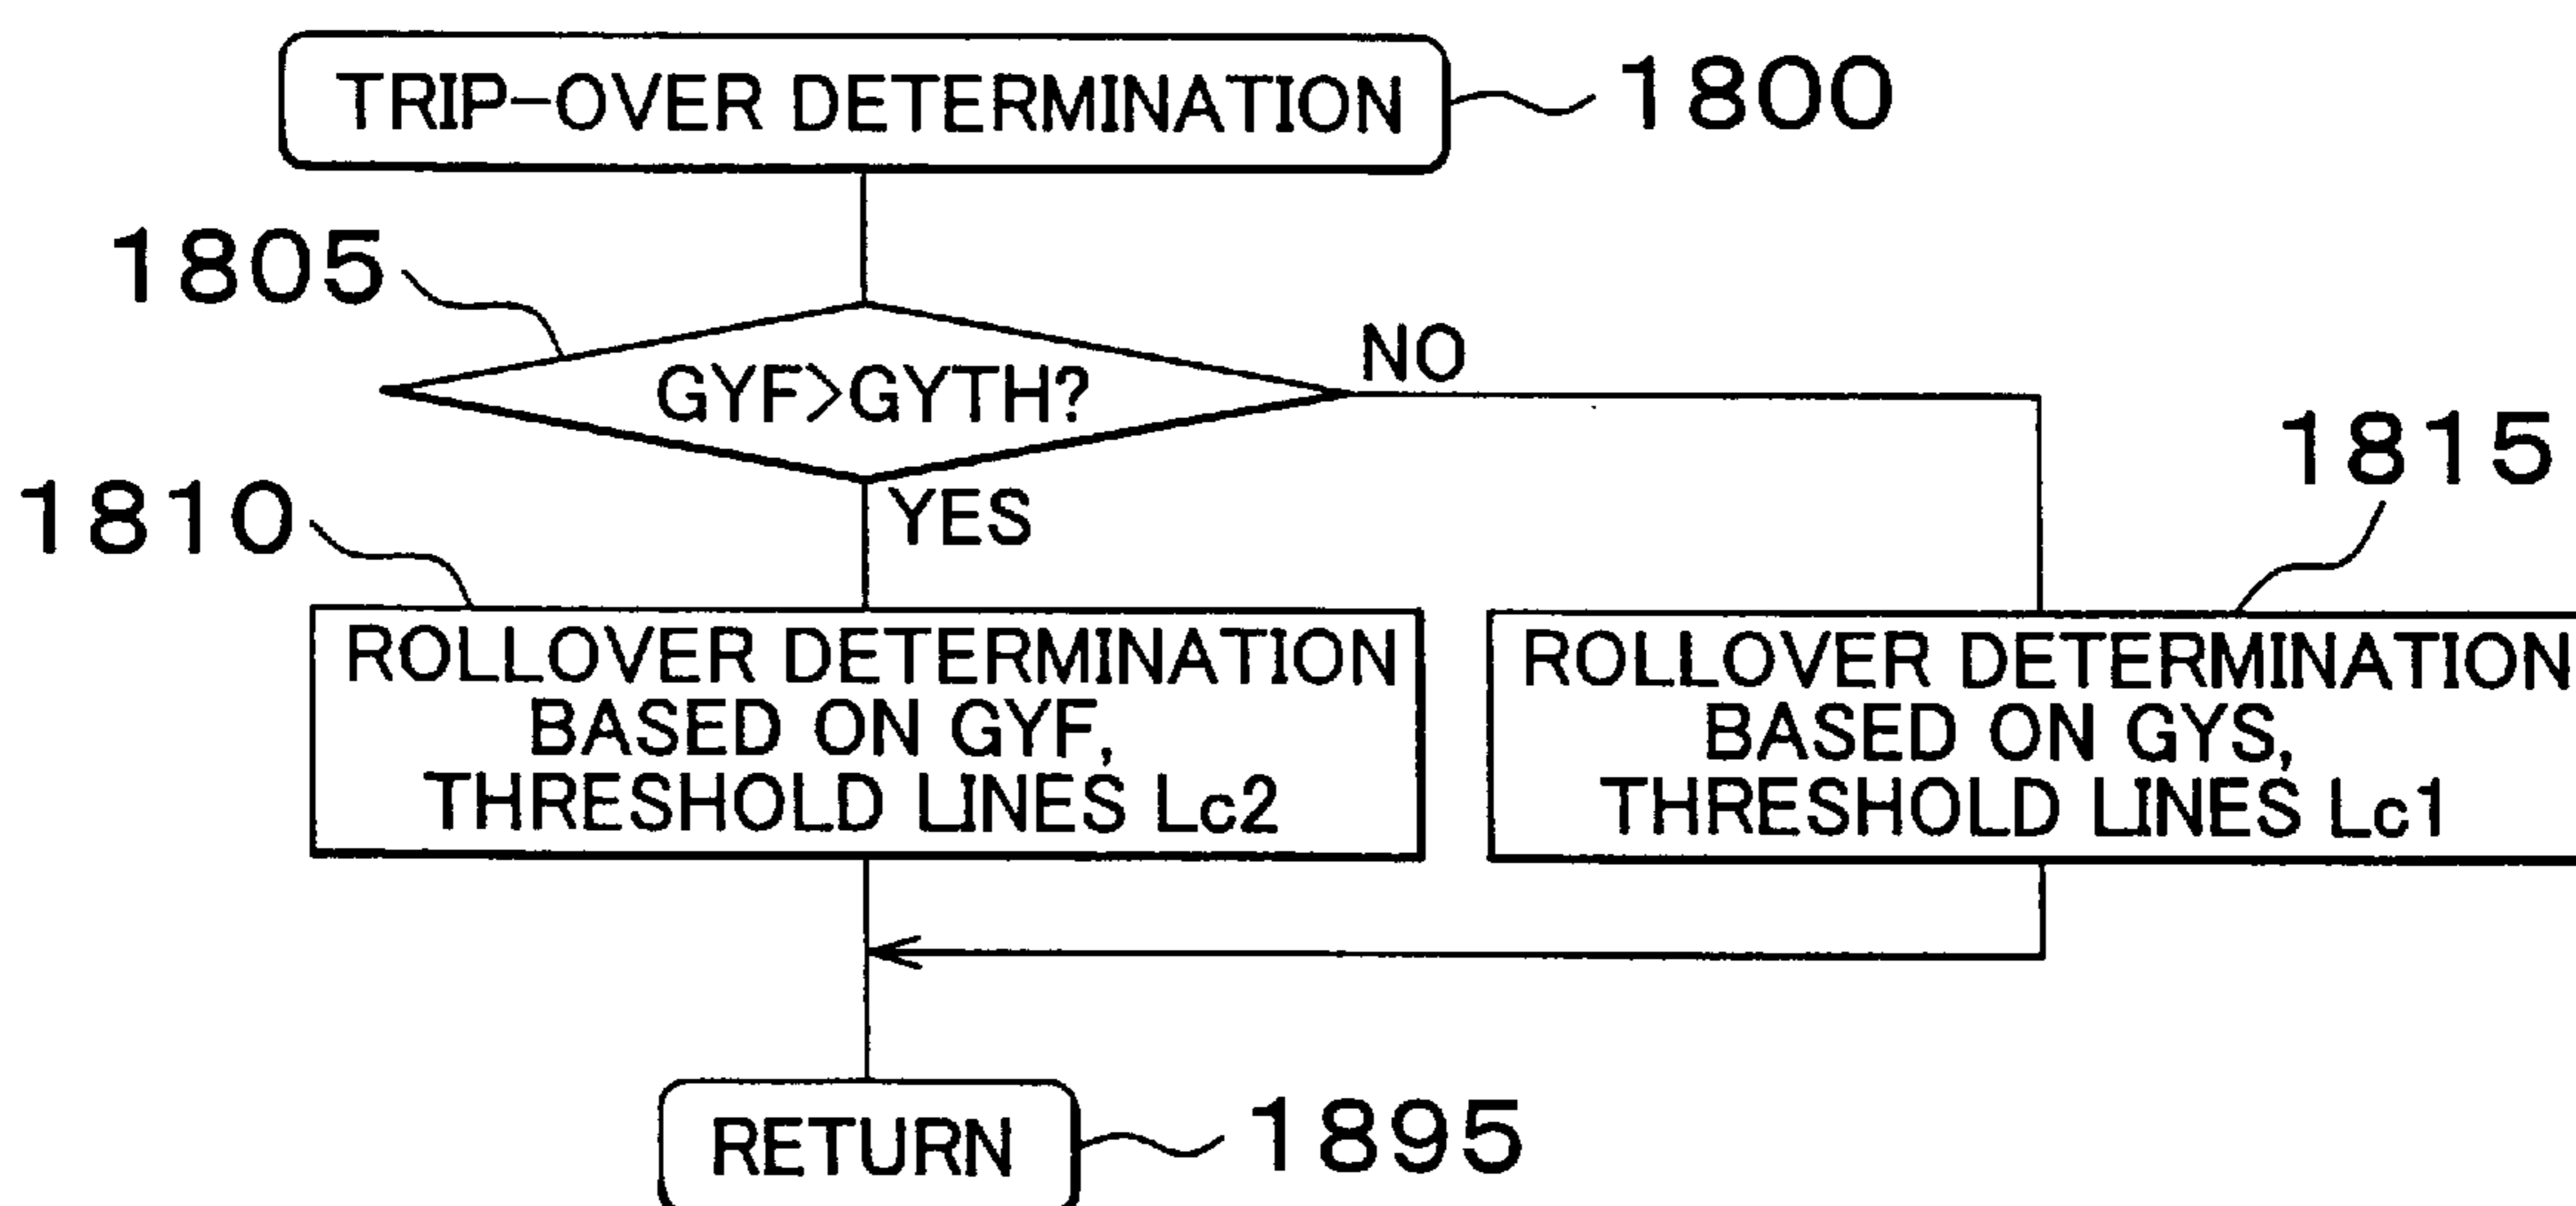 TRIP-OVER DETERMINATION
1800
1805
GYF>GYTH?
NO
YES
1810
ROLLOVER DETERMINATION
BASED ON GYF,
THRESHOLD LINES Lc2
1815
ROLLOVER DETERMINATION
BASED ON GYS,
THRESHOLD LINES Lc1
RETURN
1895